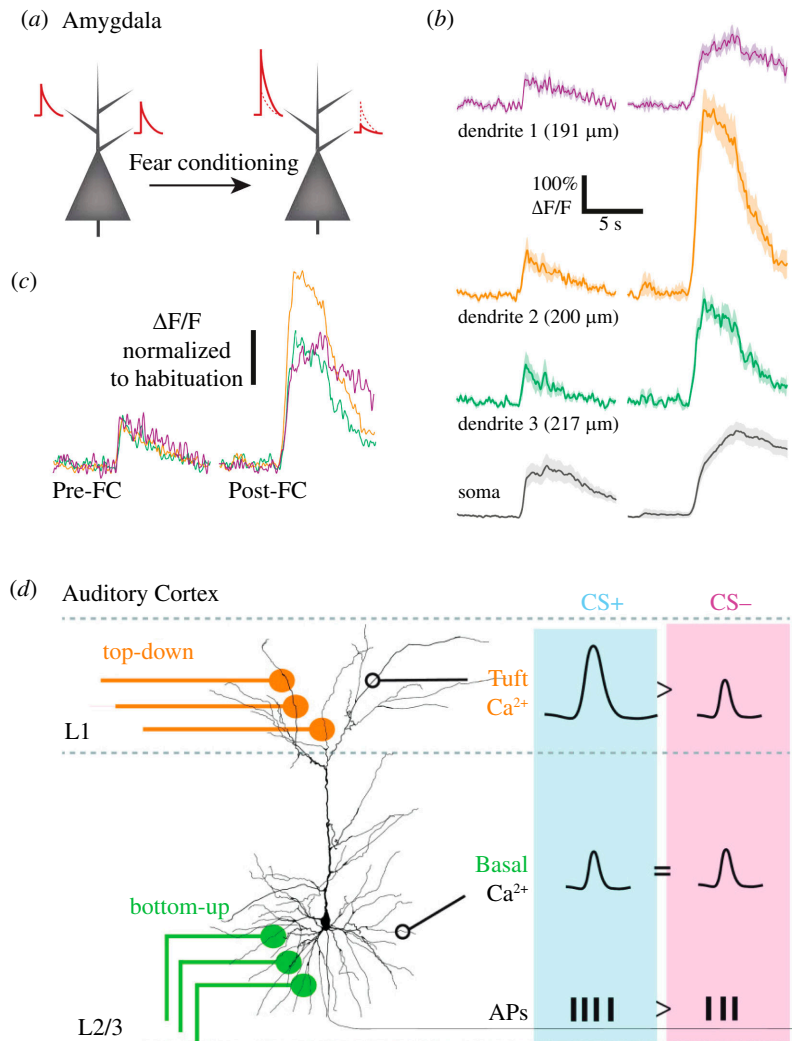 (a) Amygdala
Fear conditioning
(b)
dendrite 1 (191 µm)
100%
ΔF/F
5 s
dendrite 2 (200 µm)
dendrite 3 (217 µm)
soma
(c)
ΔF/F
normalized
to habituation
Pre-FC
Post-FC
(d) Auditory Cortex
CS+
CS–
top-down
Tuft
Ca²⁺
>
L1
Basal
Ca²⁺
=
bottom-up
APs
>
L2/3